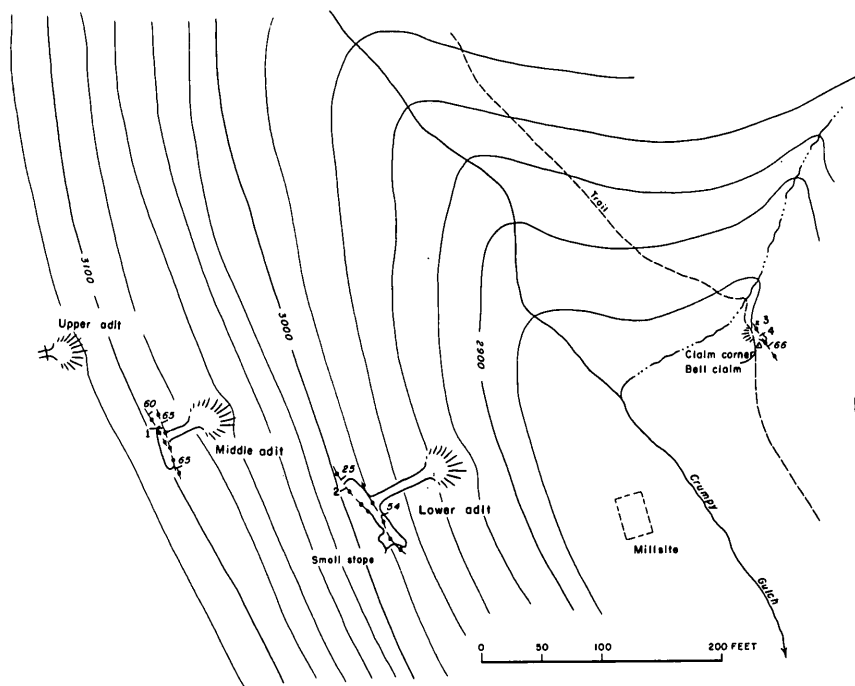 Trail
3100
3000
2900
Upper adit
3
4
66
Claim corner
Bell claim
60
65
1
65
Middle adit
25
2
54
Lower adit
Small stope
Crumpy
Gulch
Millsite
0 50 100 200 FEET